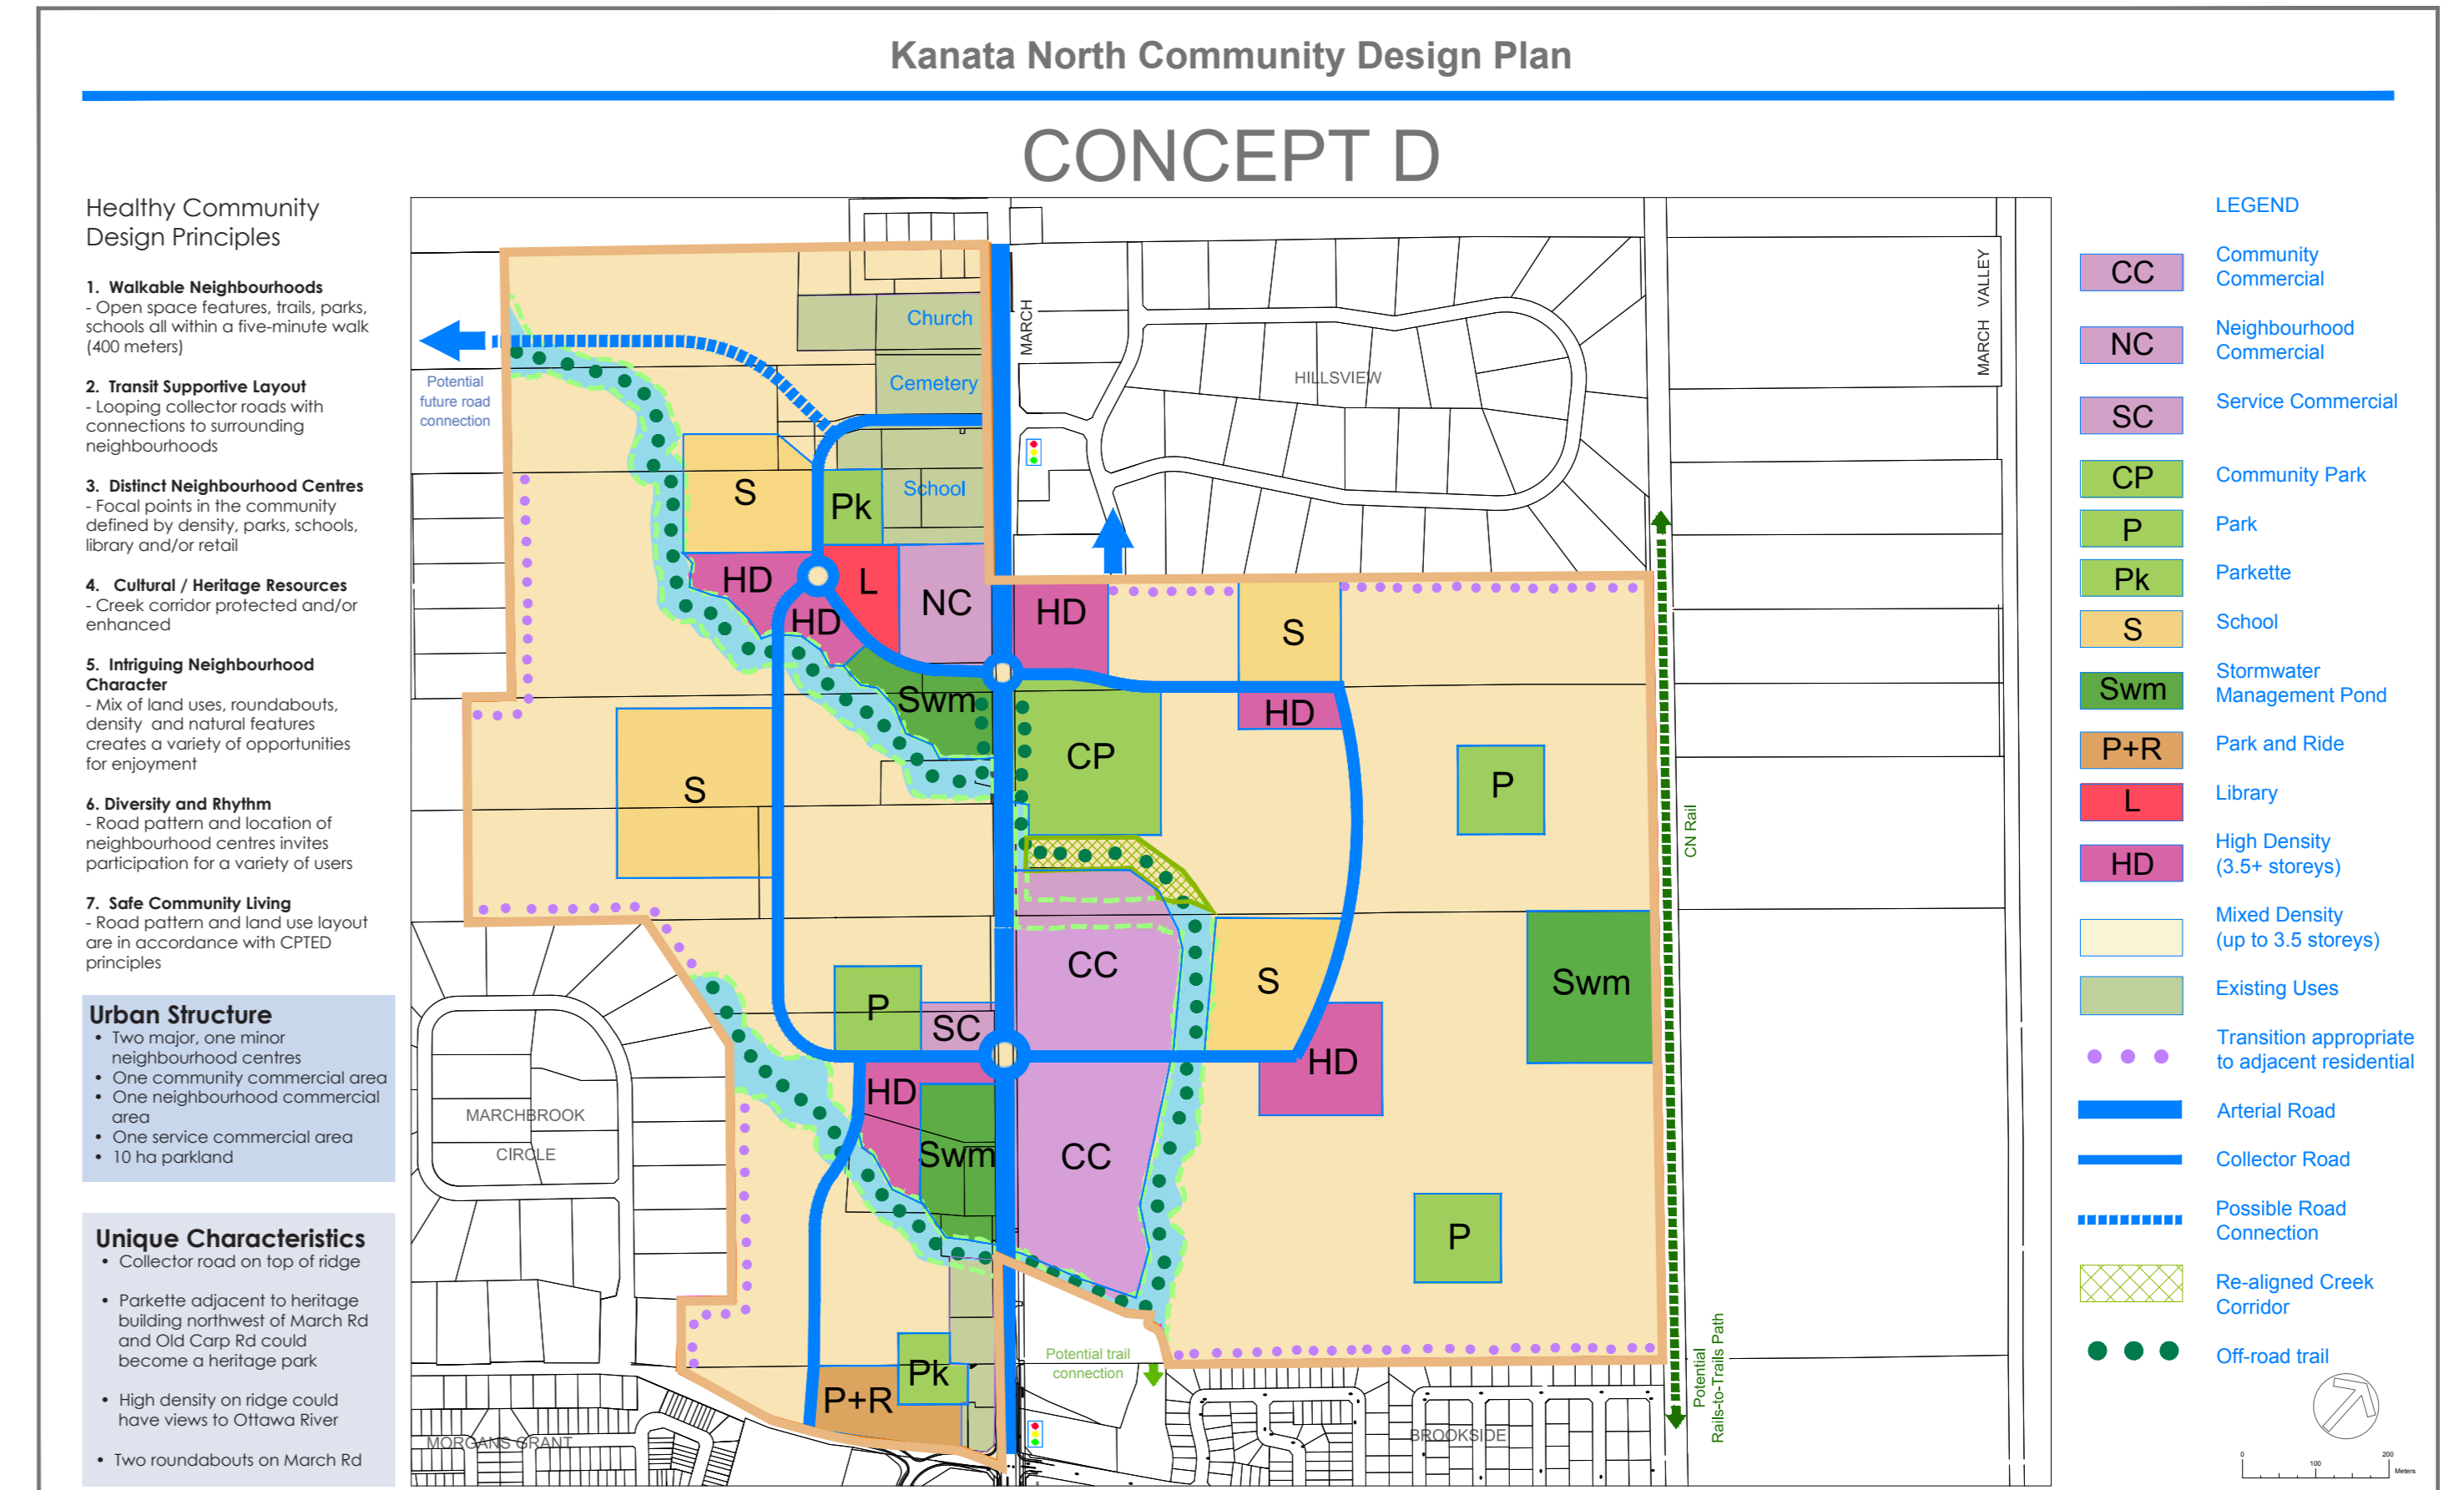 Kanata North Community Design Plan
CONCEPT D
Healthy Community
Design Principles
1. Walkable Neighbourhoods
- Open space features, trails, parks,
schools all within a five-minute walk
(400 meters)
2. Transit Supportive Layout
- Looping collector roads with
connections to surrounding
neighbourhoods
3. Distinct Neighbourhood Centres
- Focal points in the community
defined by density, parks, schools,
library and/or retail
4. Cultural / Heritage Resources
- Creek corridor protected and/or
enhanced
5. Intriguing Neighbourhood
Character
- Mix of land uses, roundabouts,
density and natural features
creates a variety of opportunities
for enjoyment
6. Diversity and Rhythm
- Road pattern and location of
neighbourhood centres invites
participation for a variety of users
7. Safe Community Living
- Road pattern and land use layout
are in accordance with CPTED
principles
Urban Structure
• Two major, one minor
neighbourhood centres
• One community commercial area
• One neighbourhood commercial
area
• One service commercial area
• 10 ha parkland
Unique Characteristics
• Collector road on top of ridge
• Parkette adjacent to heritage
building northwest of March Rd
and Old Carp Rd could
become a heritage park
• High density on ridge could
have views to Ottawa River
• Two roundabouts on March Rd
Potential
future road
connection
Church
Cemetery
School
MARCH
HILLSVIEW
MARCH VALLEY
S
Pk
HD
HD
L
NC
HD
S
Swm
CP
HD
P
S
CN Rail
CC
S
Swm
P
SC
HD
HD
Swm
CC
P
MARCHBROOK
CIRCLE
Pk
P+R
Potential trail
connection
Potential
Rails-to-Trails Path
MORGANS GRANT
BROOKSIDE
LEGEND
CC
Community
Commercial
NC
Neighbourhood
Commercial
SC
Service Commercial
CP
Community Park
P
Park
Pk
Parkette
S
School
Swm
Stormwater
Management Pond
P+R
Park and Ride
L
Library
HD
High Density
(3.5+ storeys)
Mixed Density
(up to 3.5 storeys)
Existing Uses
Transition appropriate
to adjacent residential
Arterial Road
Collector Road
Possible Road
Connection
Re-aligned Creek
Corridor
Off-road trail
0 100 200
Meters